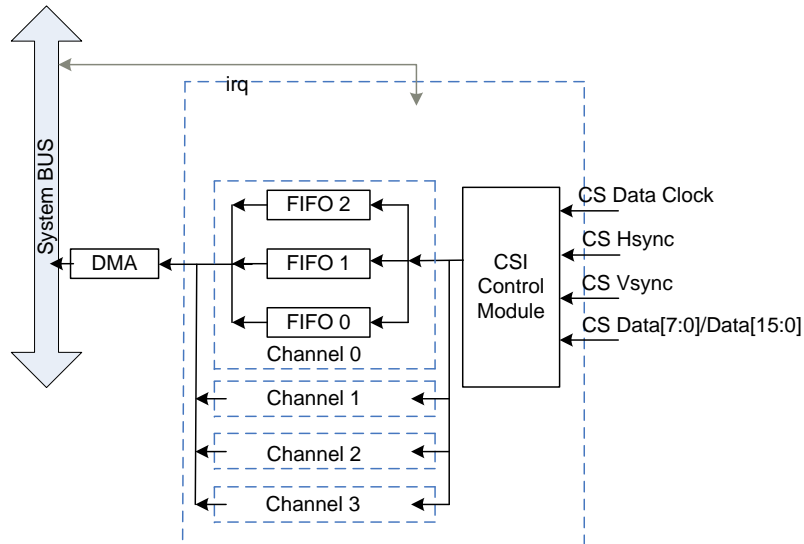 irq
System BUS
DMA
FIFO 2
FIFO 1
FIFO 0
Channel 0
Channel 1
Channel 2
Channel 3
CSI
Control
Module
CS Data Clock
CS Hsync
CS Vsync
CS Data[7:0]/Data[15:0]